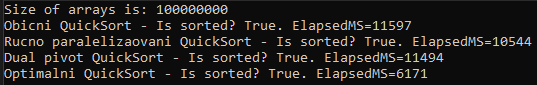 Size of arrays is: 100000000
Obicni QuickSort - Is sorted? True. ElapsedMS=11597
Rucno paralelizaovani QuickSort - Is sorted? True. ElapsedMS=10544
Dual pivot QuickSort - Is sorted? True. ElapsedMS=11494
Optimalni QuickSort - Is sorted? True. ElapsedMS=6171